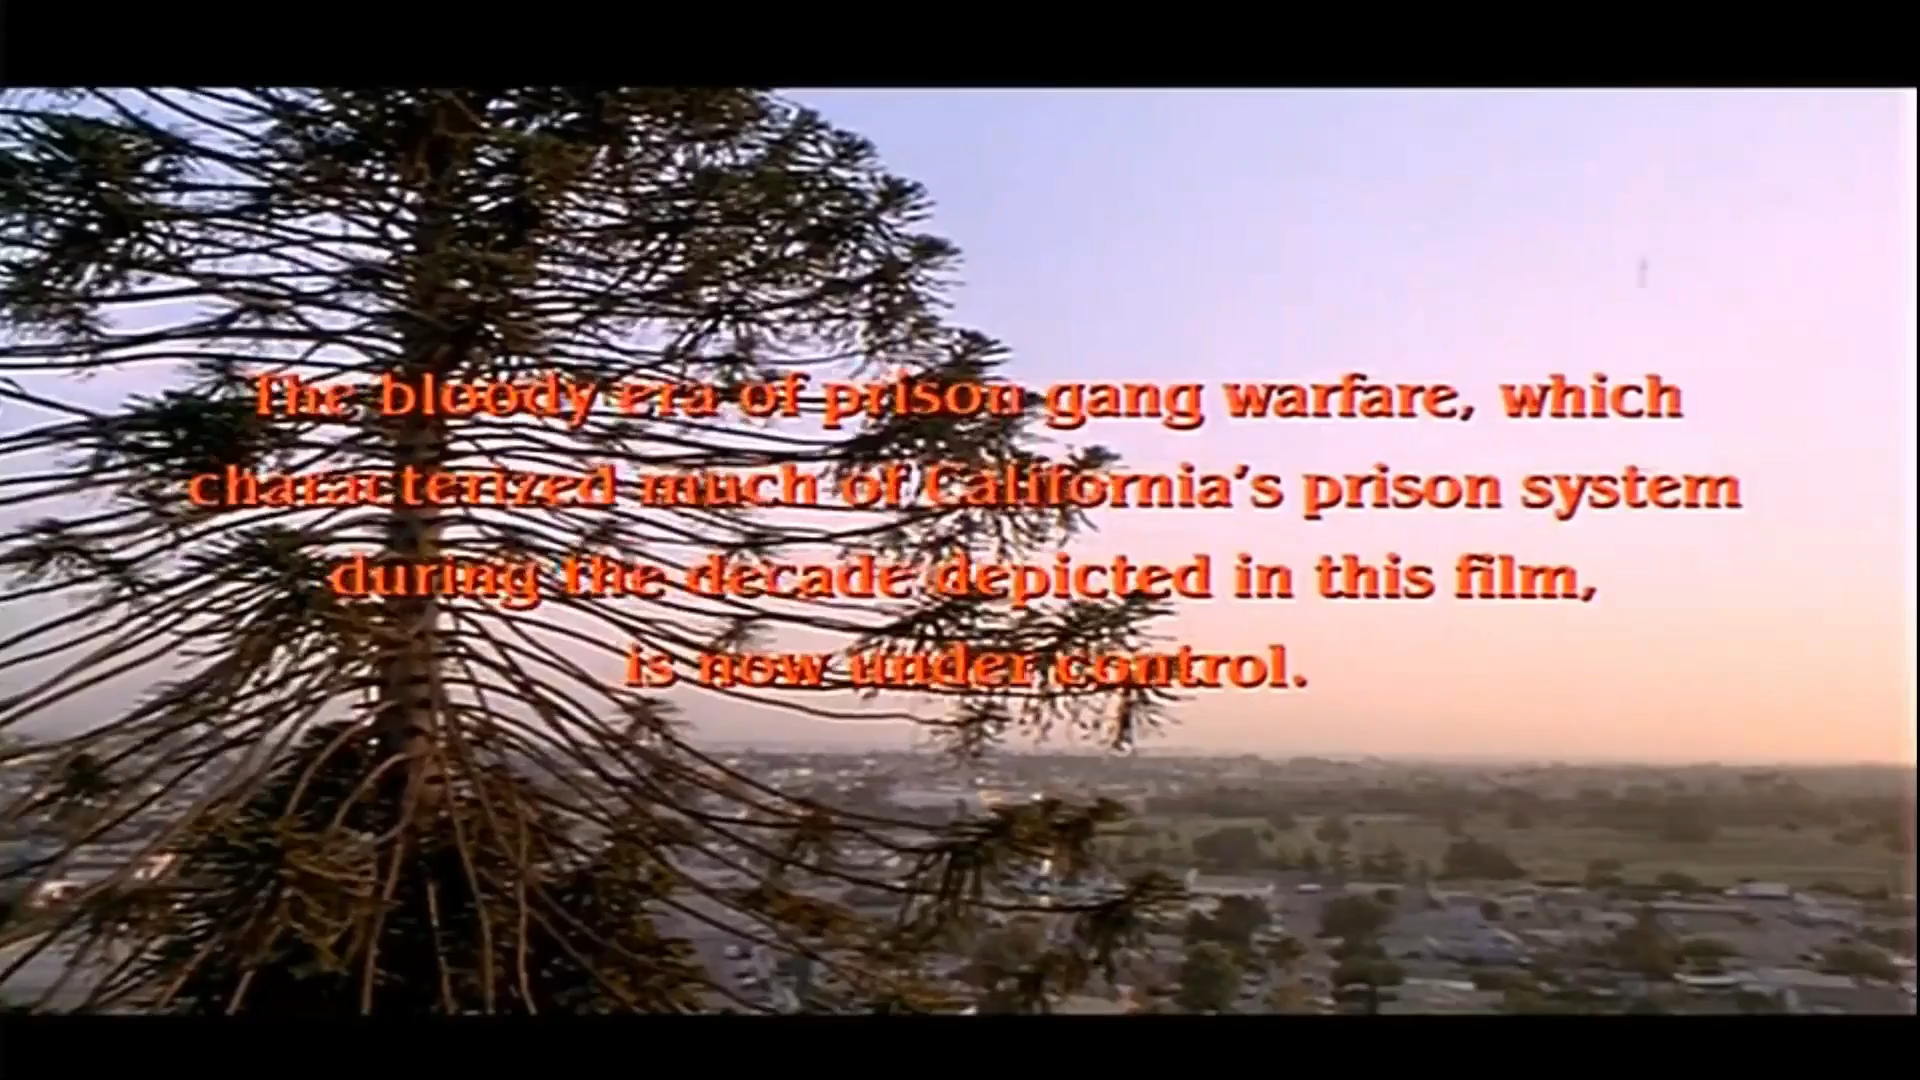 The bloody era of prison gang warfare, which
characterized much of California's prison system
during the decade depicted in this film,
is now under control.